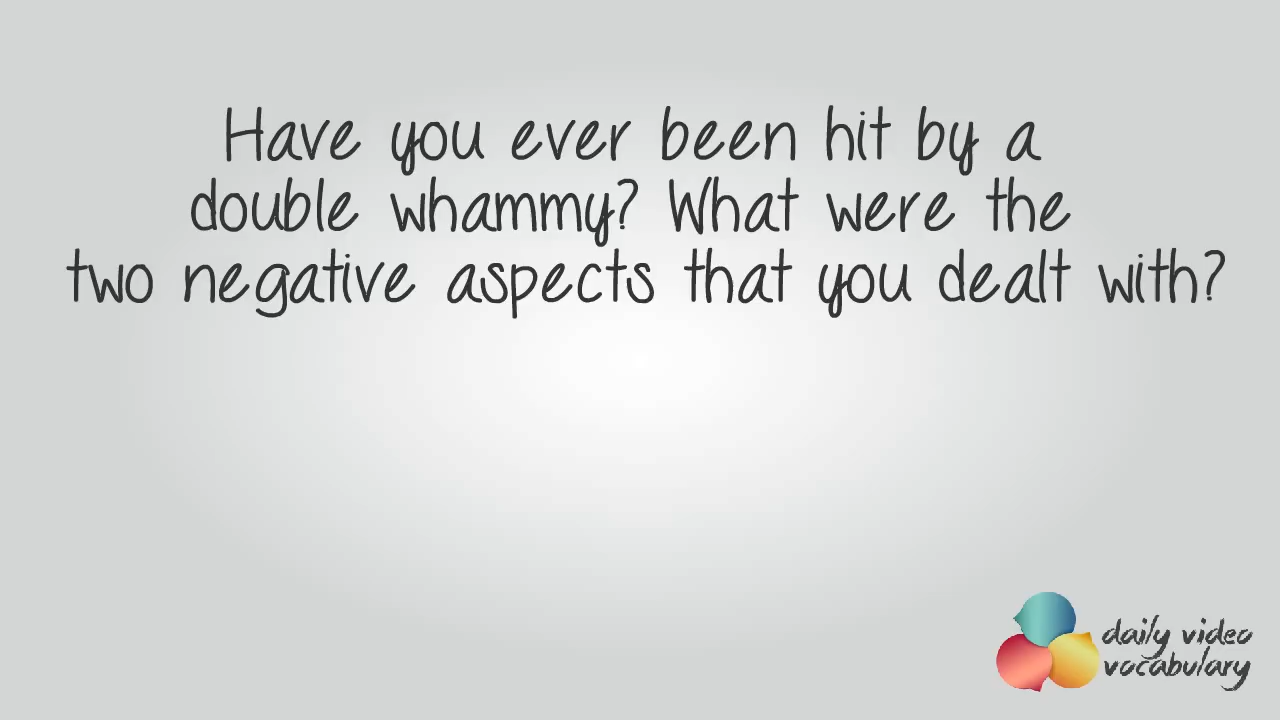 Have you ever been hit by a
double whammy? What were the
two negative aspects that you dealt with?
daily video
vocabulary